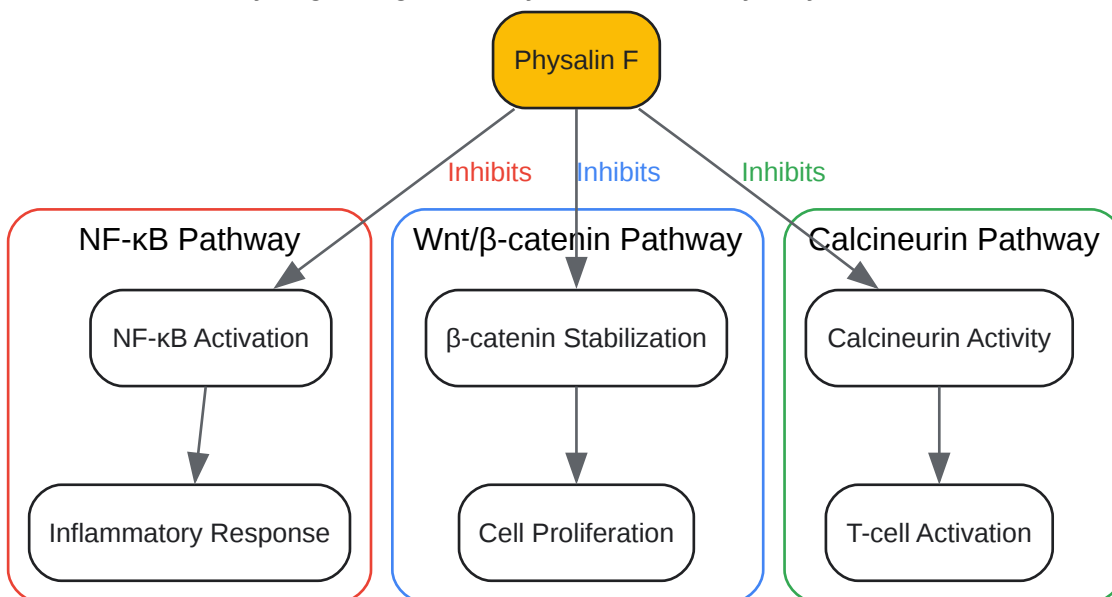 Physalin F
Inhibits Inhibits Inhibits
NF-κB Pathway Wnt/β-catenin Pathway Calcineurin Pathway
NF-κB Activation β-catenin Stabilization Calcineurin Activity
Inflammatory Response Cell Proliferation T-cell Activation